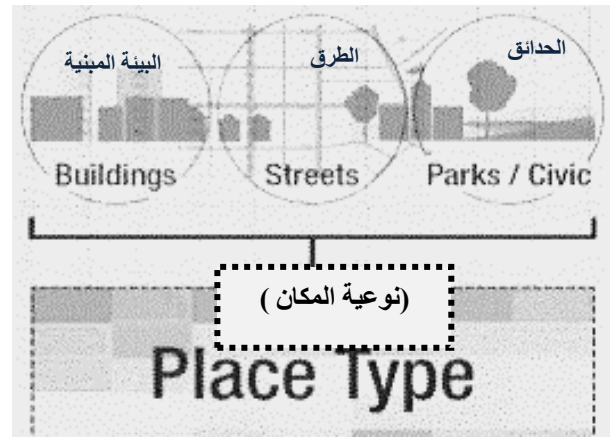 البيئة المبنية
الطرق
الحدائق
Buildings
Streets
Parks / Civic
(نوعية المكان )
Place Type